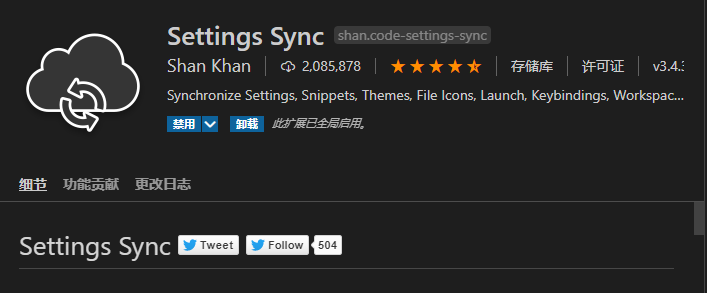 Settings Sync shan.code-settings-sync
Shan Khan 2,085,878 存储库 许可证 v3.4.3
Synchronize Settings, Snippets, Themes, File Icons, Launch, Keybindings, Workspac...
禁用 卸载 此扩展已全局启用。
细节 功能贡献 更改日志
Settings Sync Tweet Follow 504